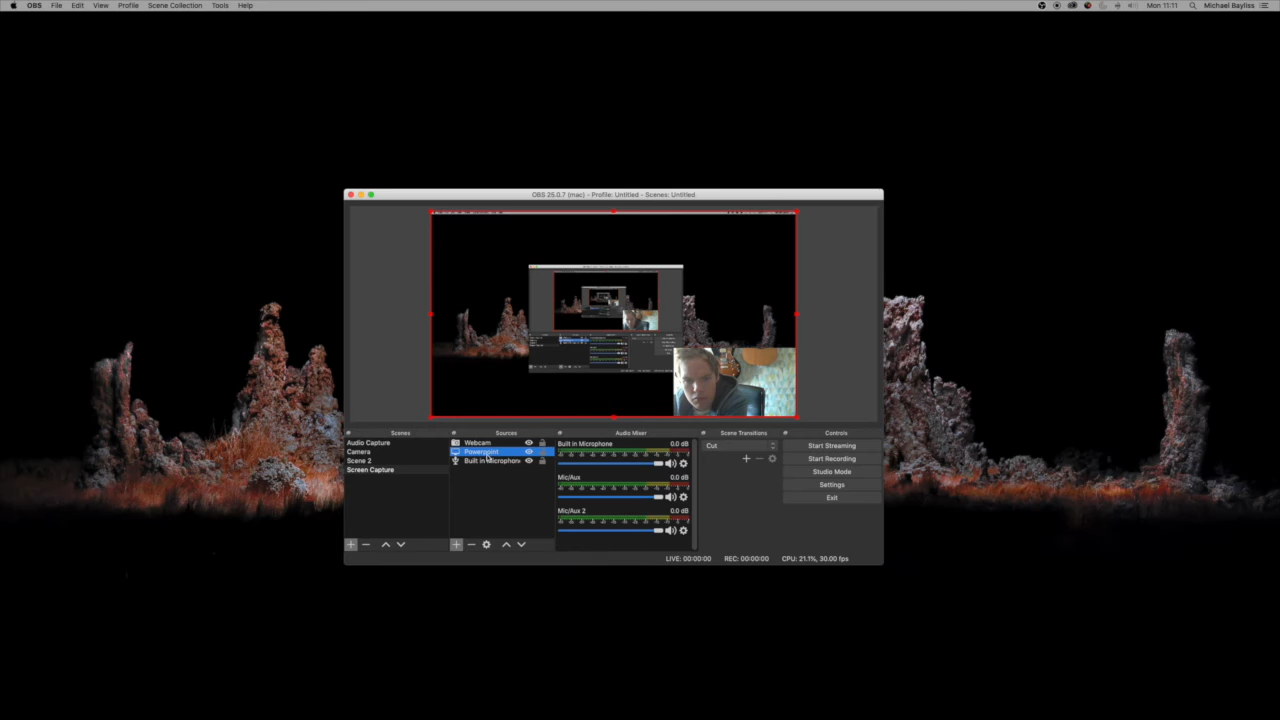 OBS File Edit View Profile Scene Collection Tools Help Mon 11:11 Michael Bayliss
OBS 25.0.7 (mac) - Profile: Untitled - Scenes: Untitled
Scenes Sources Audio Mixer Scene Transitions Controls
Audio Capture
Camera
Scene 2
Screen Capture
Webcam
Powerpoint
Built in Microphone
Built in Microphone 0.0 dB
Mic/Aux 0.0 dB
Mic/Aux 2 0.0 dB
Cut
Start Streaming
Start Recording
Studio Mode
Settings
Exit
LIVE: 00:00:00 REC: 00:00:00 CPU: 21.1%, 30.00 fps